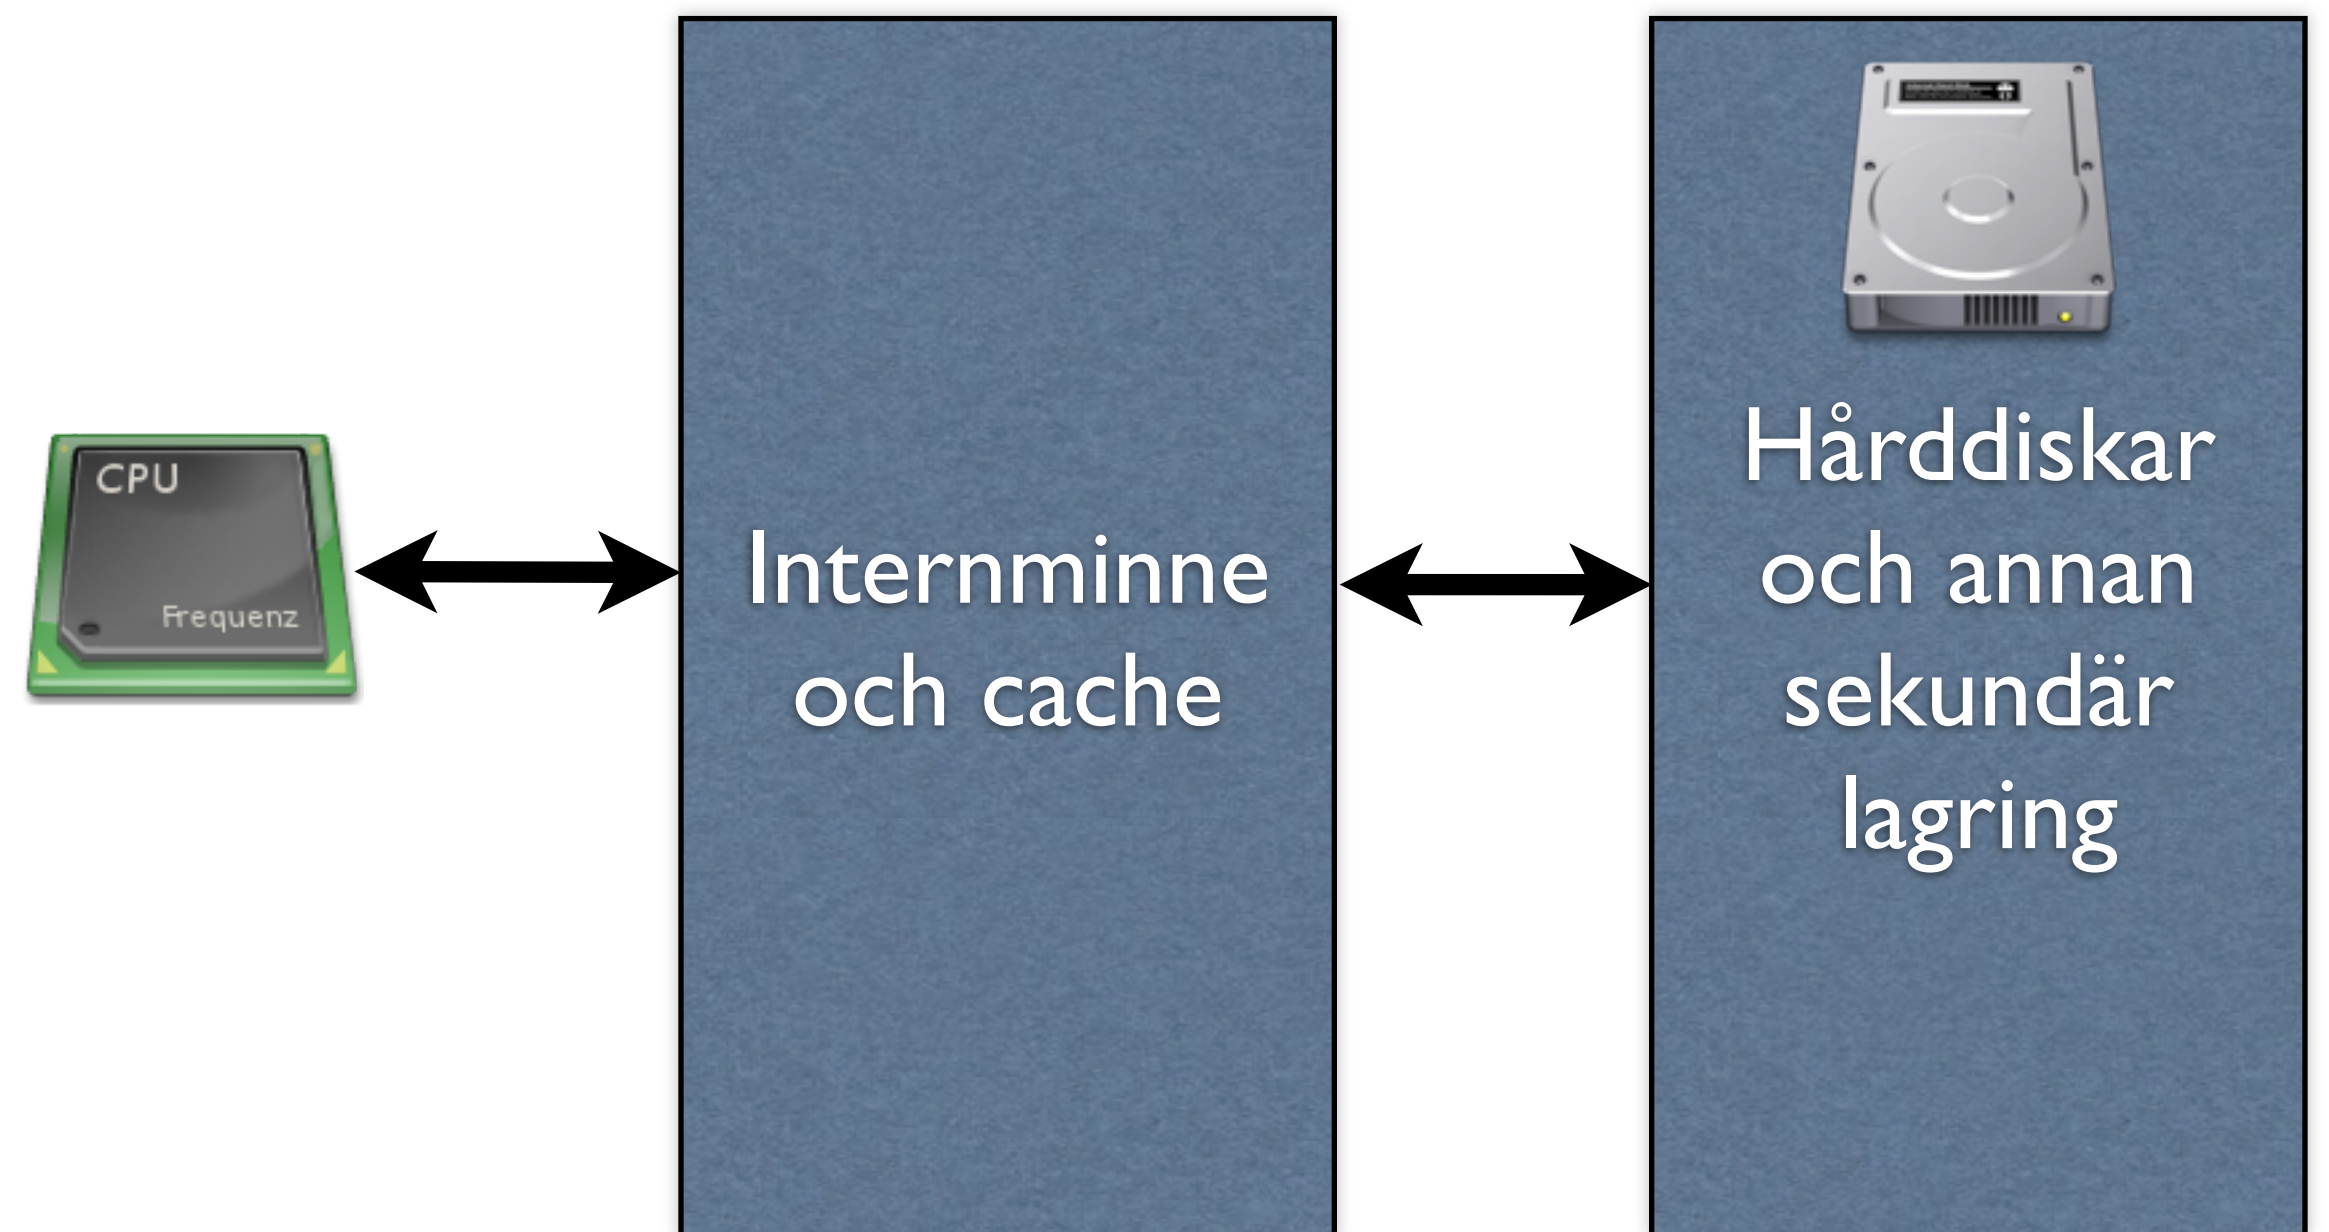 CPU
Frequenz
Internminne
och cache
Hårddiskar
och annan
sekundär
lagring